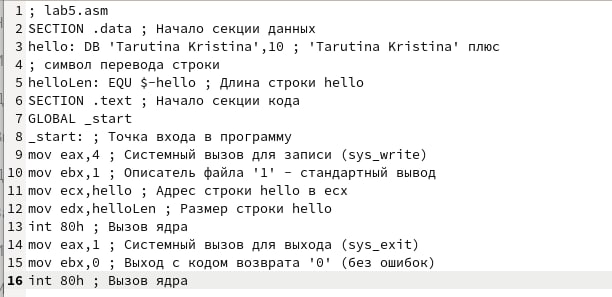 1 ; lab5.asm
2 SECTION .data ; Начало секции данных
3 hello: DB 'Tarutina Kristina',10 ; 'Tarutina Kristina' плюс
4 ; символ перевода строки
5 helloLen: EQU $-hello ; Длина строки hello
6 SECTION .text ; Начало секции кода
7 GLOBAL _start
8 _start: ; Точка входа в программу
9 mov eax,4 ; Системный вызов для записи (sys_write)
10 mov ebx,1 ; Описатель файла '1' - стандартный вывод
11 mov ecx,hello ; Адрес строки hello в ecx
12 mov edx,helloLen ; Размер строки hello
13 int 80h ; Вызов ядра
14 mov eax,1 ; Системный вызов для выхода (sys_exit)
15 mov ebx,0 ; Выход с кодом возврата '0' (без ошибок)
16 int 80h ; Вызов ядра